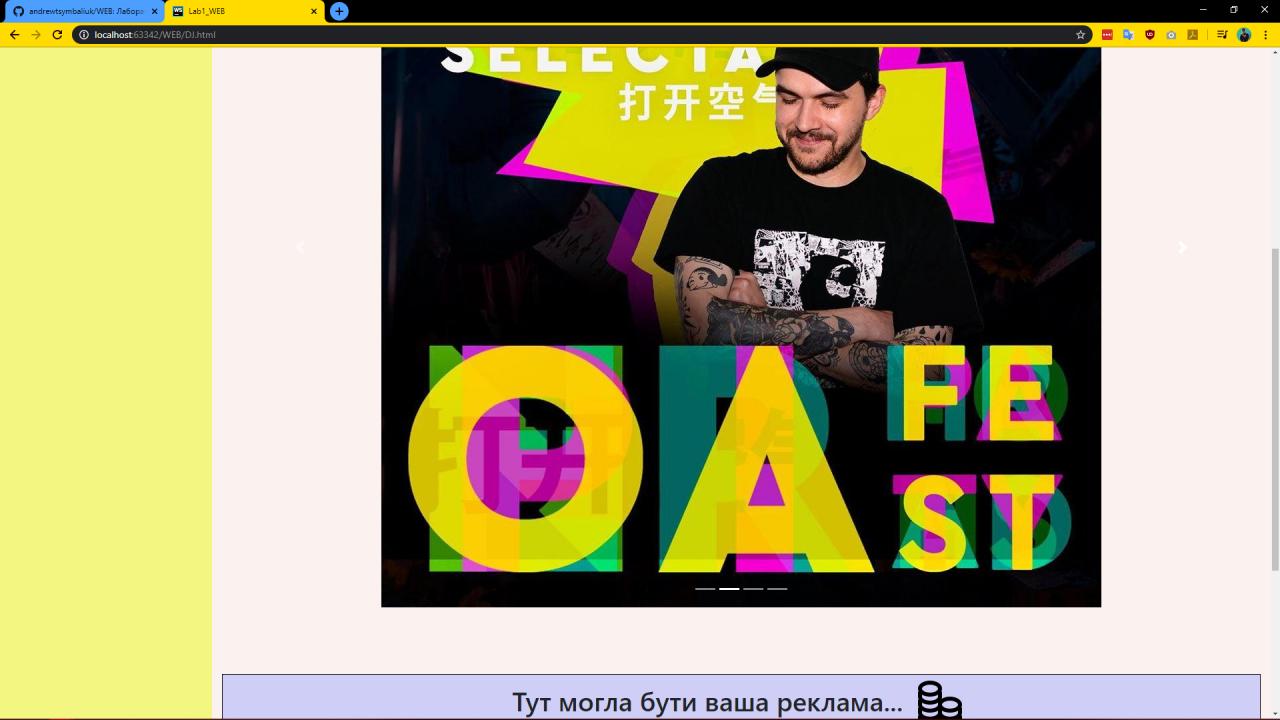 andrewtsymbaliuk/WEB: Лабора
Lab1_WEB
localhost:63342/WEB/DJ.html
SELECTA
打开空气
OA
FE
ST
Тут могла бути ваша реклама...